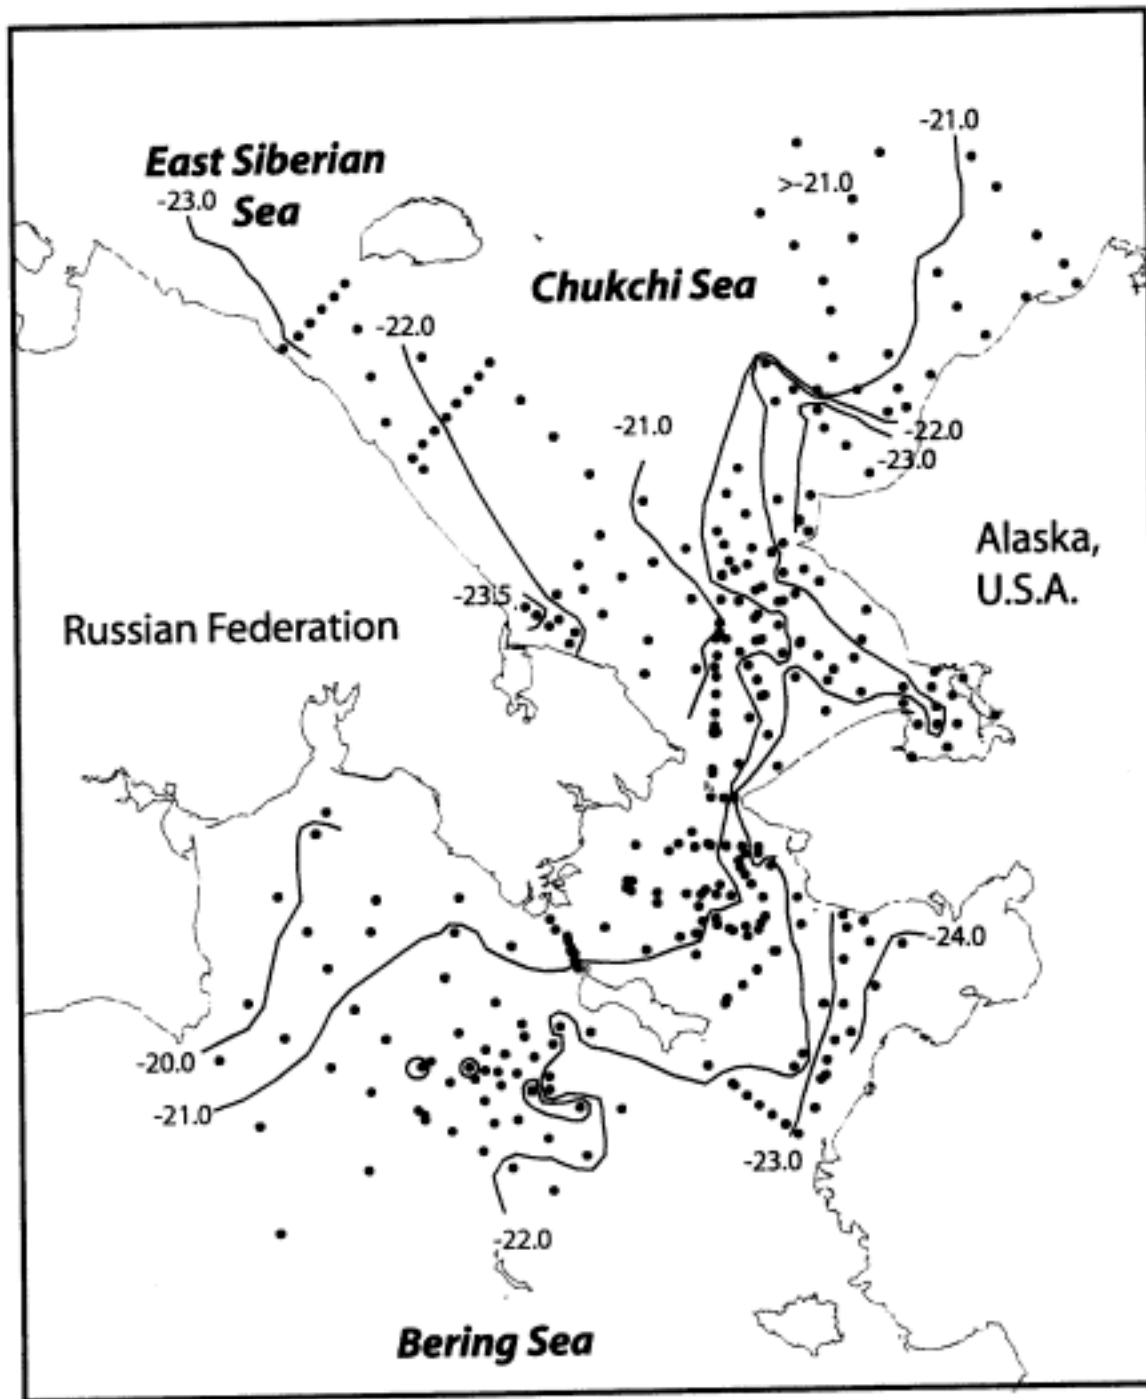 -21.0
East Siberian
Sea
>-21.0
-23.0
Chukchi Sea
-22.0
-21.0
-22.0
-23.0
Alaska,
U.S.A.
-23.5
Russian Federation
-24.0
-20.0
-21.0
-23.0
-22.0
Bering Sea